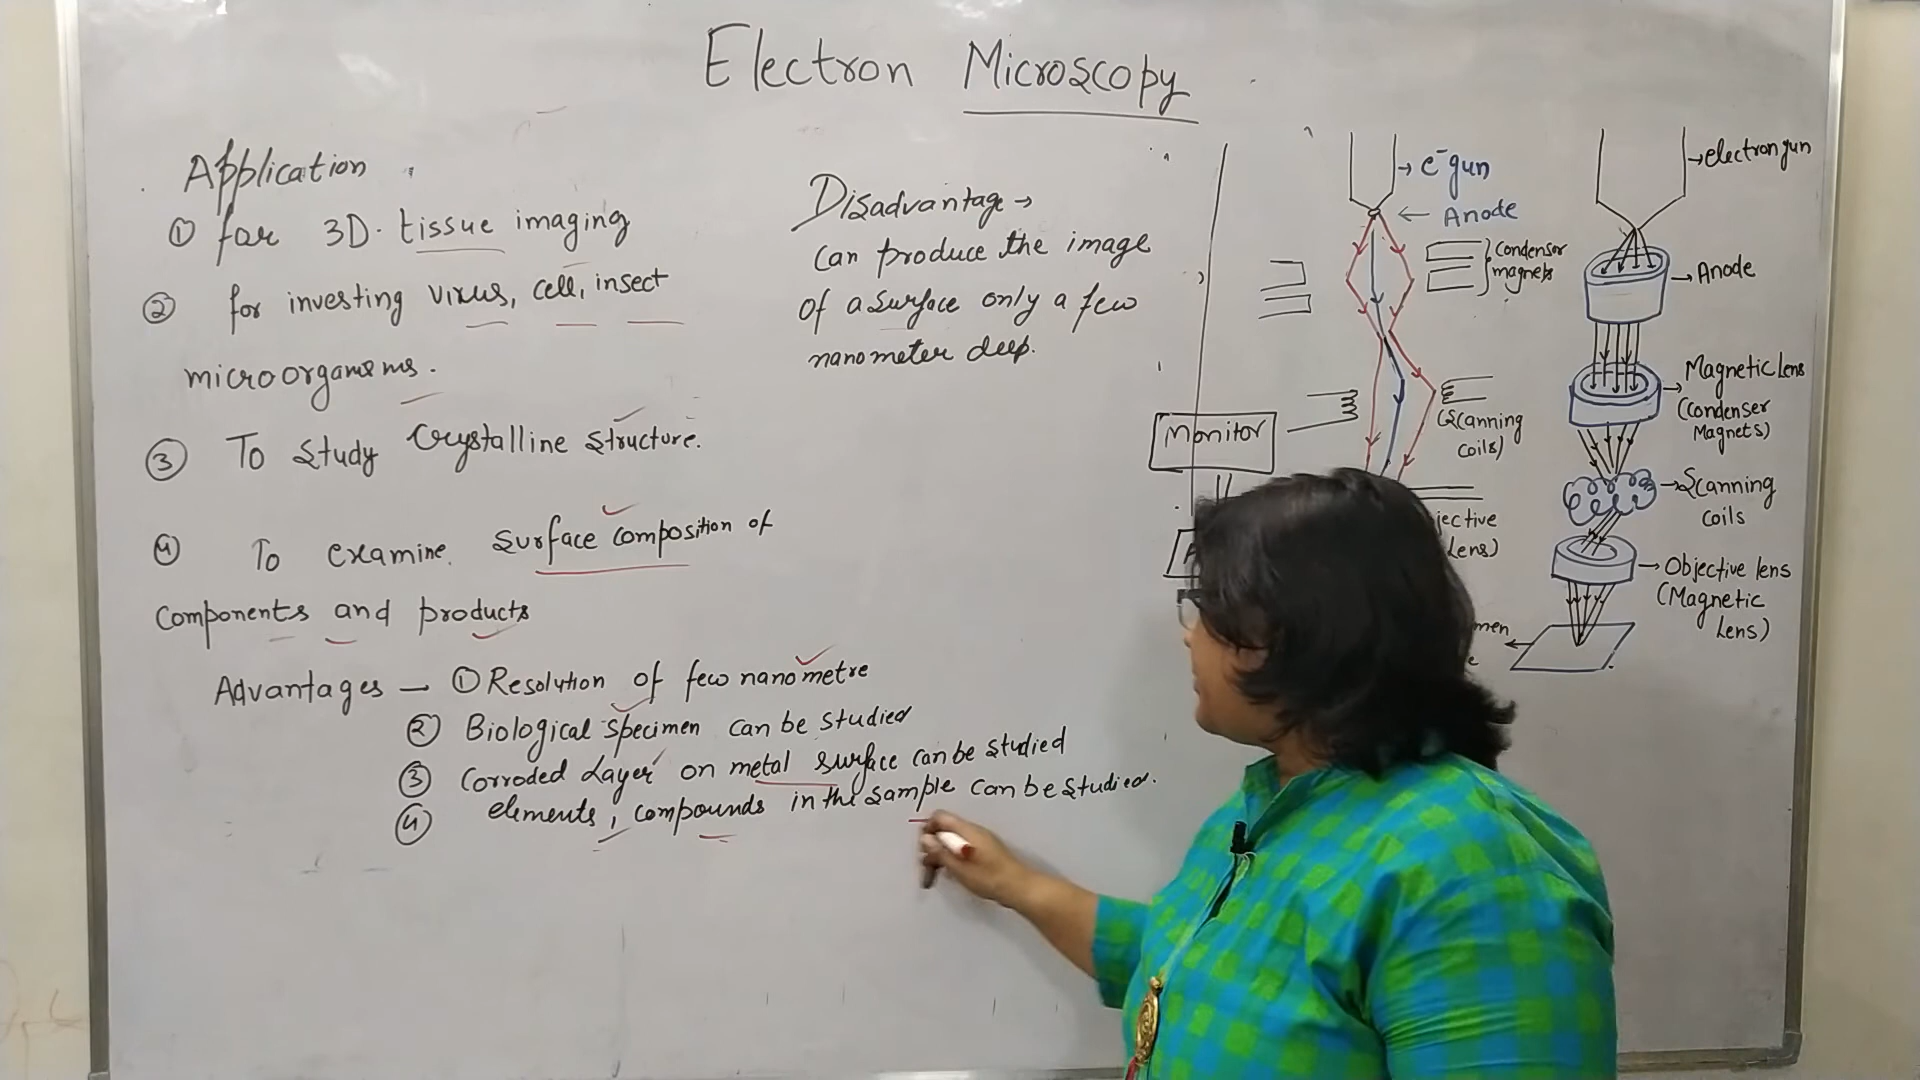 Electron Microscopy
Application
① for 3D tissue imaging
② for investing virus, cell, insect
microorganisms.
③ To study Crystalline structure.
④ To examine surface composition of
components and products
Advantages - ① Resolution of few nanometre
② Biological specimen can be studied
③ Corroded Layer on metal surface can be studied
④ elements, compounds in the sample can be studied.
Disadvantage →
can produce the image
of a surface only a few
nanometer deep.
→ e⁻ gun
← Anode
Condensor
magnets
(Scanning
coils)
Monitor
jective
Lens)
men
→ electron gun
→ Anode
→ Magnetic Lens
(Condenser
Magnets)
→ Scanning
coils
→ Objective lens
(Magnetic
Lens)